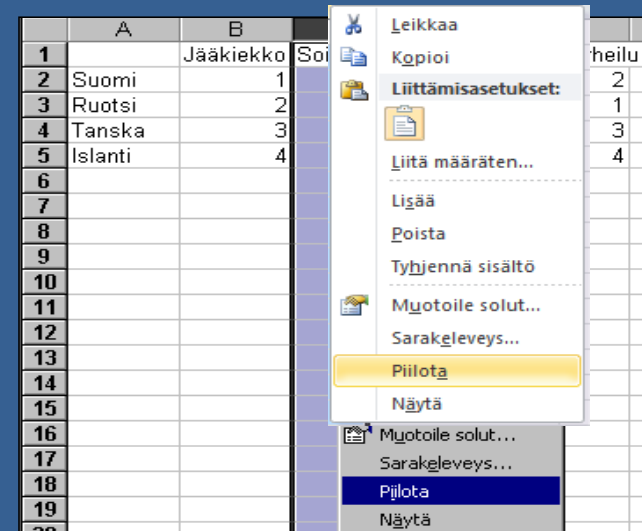 A B
1 Jääkiekko Soi rheilu
2 Suomi 1 2
3 Ruotsi 2 1
4 Tanska 3 3
5 Islanti 4 4
6
7
8
9
10
11
12
13
14
15
16
17
18
19
Leikkaa
Kopioi
Liittämisasetukset:
Liitä määräten...
Lisää
Poista
Tyhjennä sisältö
Muotoile solut...
Sarakeleveys...
Piilota
Näytä
Muotoile solut...
Sarakeleveys...
Piilota
Näytä